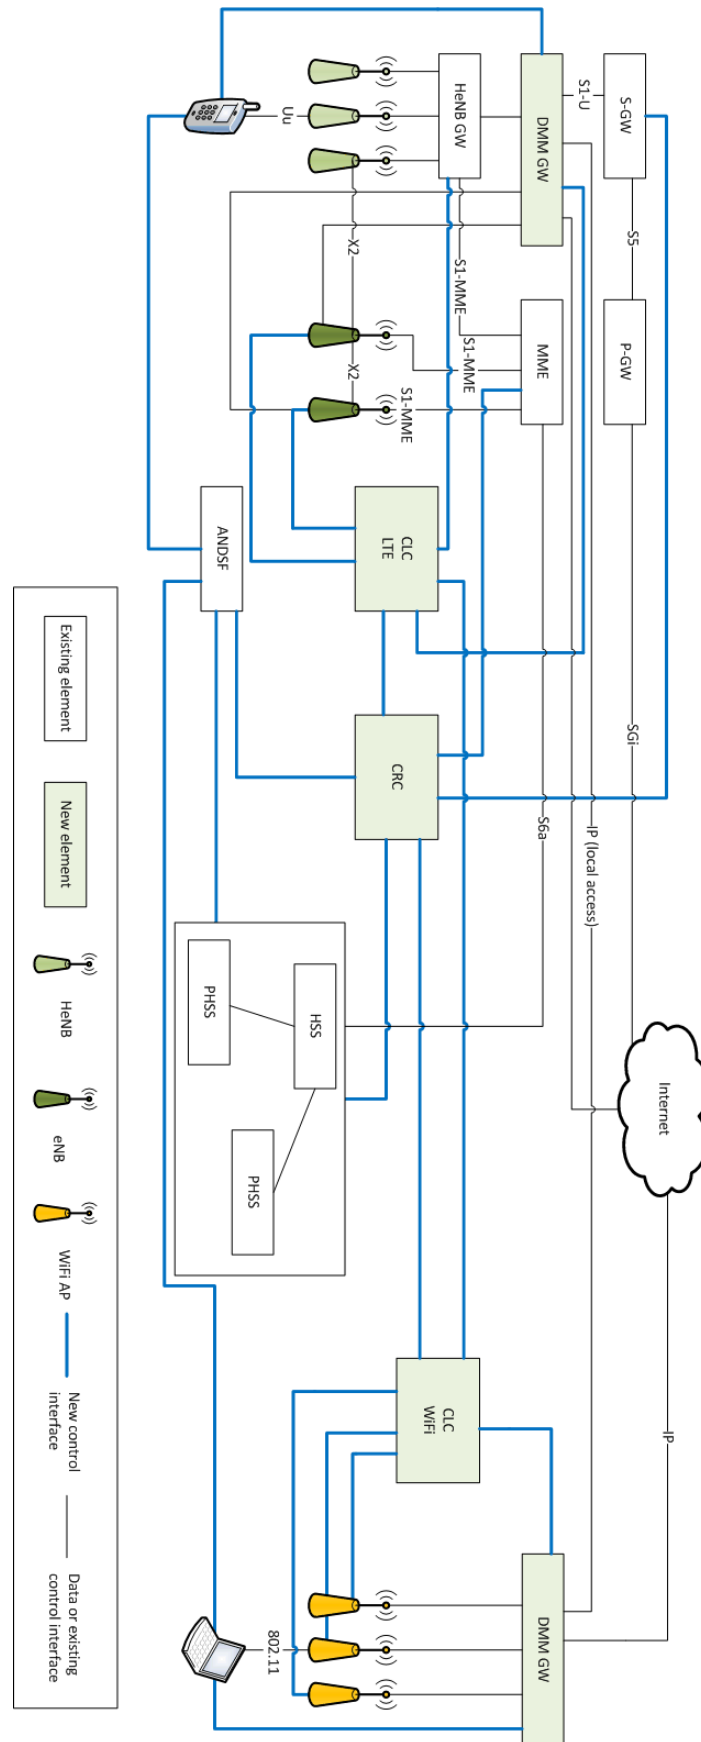 S-GW
S5
P-GW
SGi
Internet
IP
S1-U
IP (local access)
DMM GW
DMM GW
HeNB GW
S1-MME
S1-MME
MME
S6a
S1-MME
CLC
WiFi
Uu
X2
X2
CLC
LTE
CRC
HSS
PHSS
PHSS
802.11
ANDSF
Existing element
New element
HeNB
eNB
WiFi AP
New control
interface
Data or existing
control interface